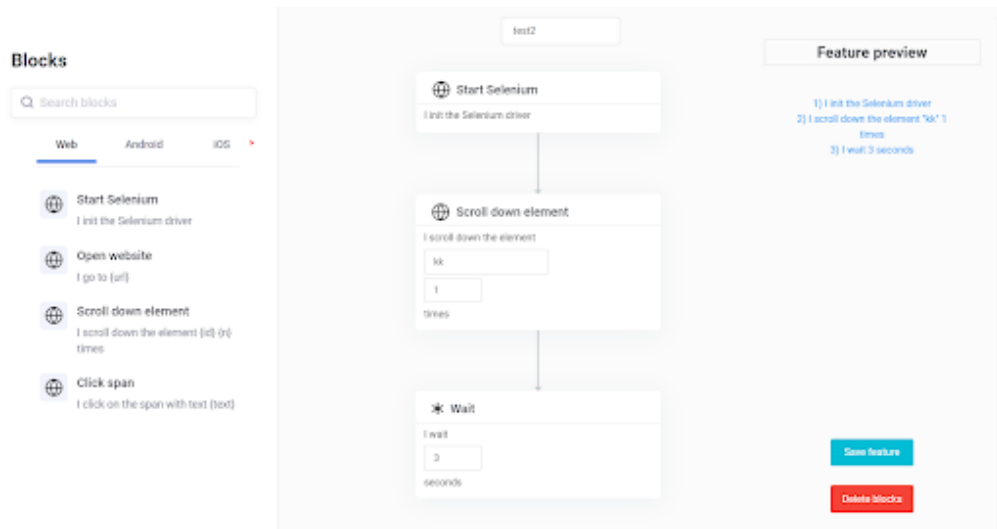 Blocks
Search blocks
Web Android iOS >
Start Selenium
I init the Selenium driver
Open website
I go to {url}
Scroll down element
I scroll down the element {id} {n}
times
Click span
I click on the span with text {text}
test2
Start Selenium
I init the Selenium driver
Scroll down element
I scroll down the element
kk
1
times
Wait
I wait
3
seconds
Feature preview
1) I init the Selenium driver
2) I scroll down the element "kk" 1
times
3) I wait 3 seconds
Save feature
Delete blocks